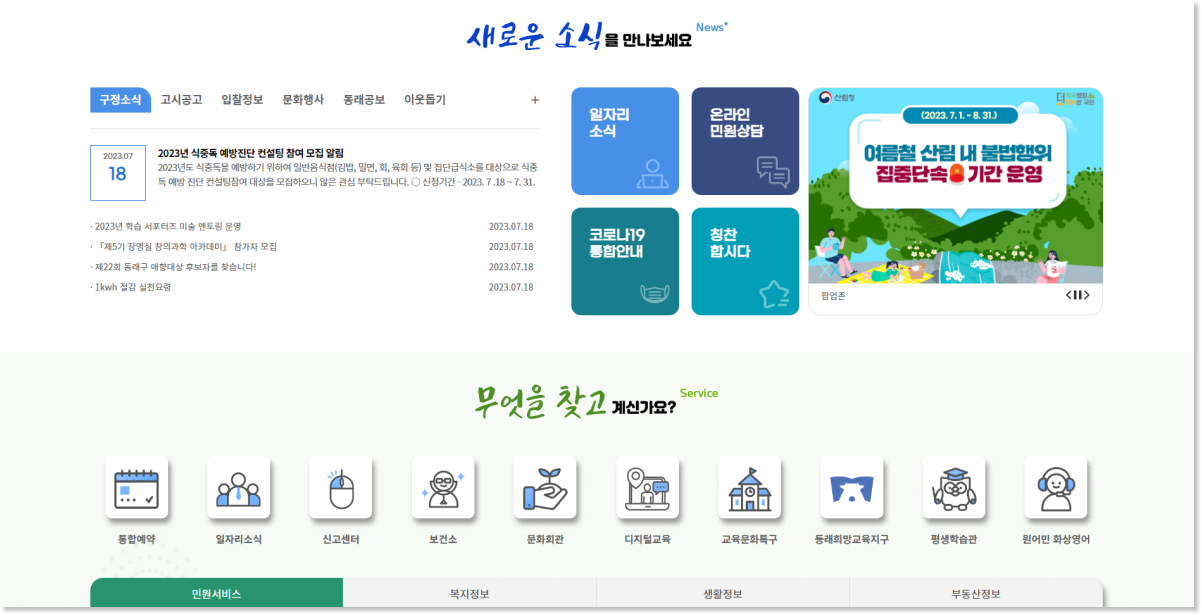 새로운 소식을 만나보세요 News
구정소식 고시공고 입찰정보 문화행사 동래공보 이웃돕기 +
2023.07
18
2023년 식중독 예방진단 컨설팅 참여 모집 알림
2023년도 식중독을 예방하기 위하여 일반음식점(김밥, 밀면, 회, 육회 등) 및 집단급식소를 대상으로 식중
독 예방 진단 컨설팅참여 대상을 모집하오니 많은 관심 부탁드립니다. ○ 신청기간 - 2023. 7 .18 ~ 7. 31.
· 2023년 학습 서포터즈 미술 멘토링 운영 2023.07.18
· 「제5기 장영실 창의과학 아카데미」 참가자 모집 2023.07.18
· 제22회 동래구 애향대상 후보자를 찾습니다! 2023.07.18
· 1kwh 절감 실천요령 2023.07.18
일자리
소식
온라인
민원상담
코로나19
통합안내
칭찬
합시다
산림청
(2023. 7. 1. ~ 8. 31.)
여름철 산림 내 불법행위
집중단속 기간 운영
팝업존
무엇을 찾고 계신가요? Service
통합예약
일자리소식
신고센터
보건소
문화회관
디지털교육
교육문화특구
동래희망교육지구
평생학습관
원어민 화상영어
민원서비스
복지정보
생활정보
부동산정보